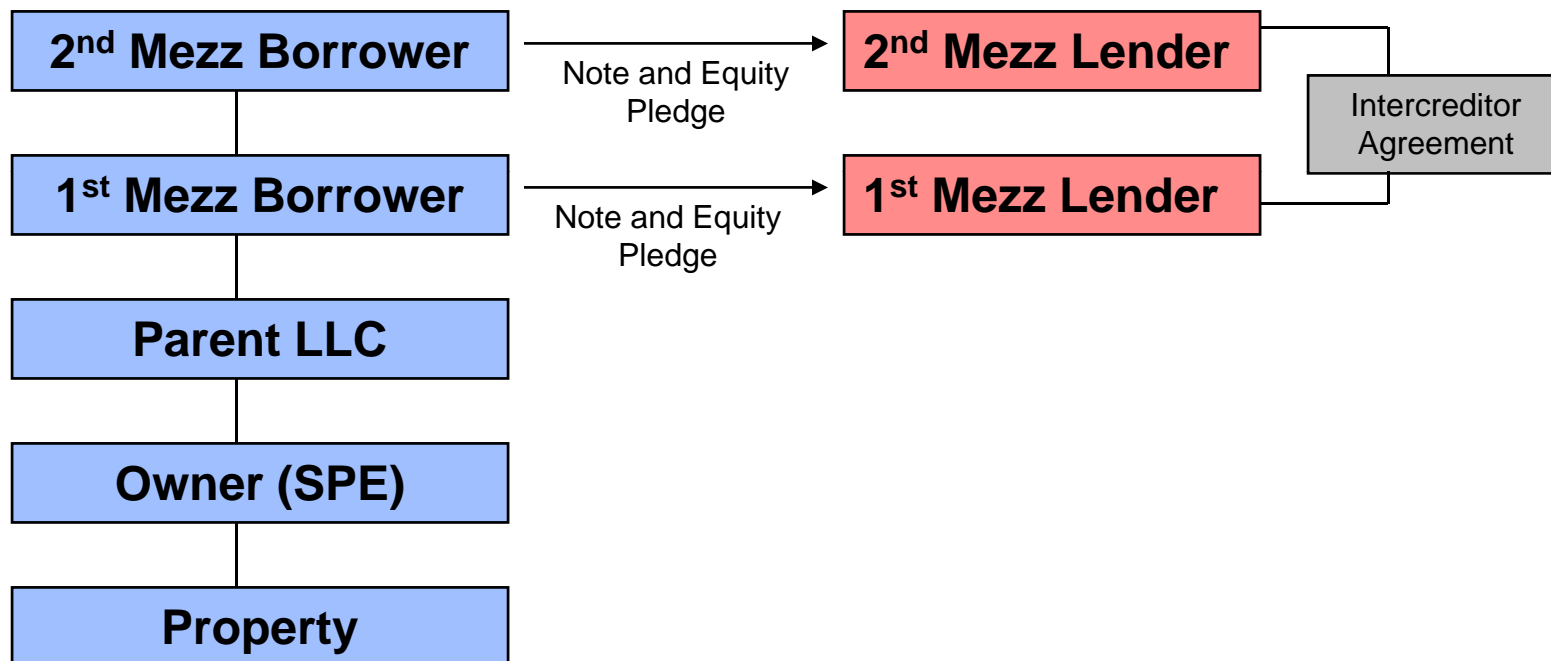 2nd Mezz Borrower
Note and Equity
Pledge
2nd Mezz Lender
Intercreditor
Agreement
1st Mezz Borrower
Note and Equity
Pledge
1st Mezz Lender
Parent LLC
Owner (SPE)
Property